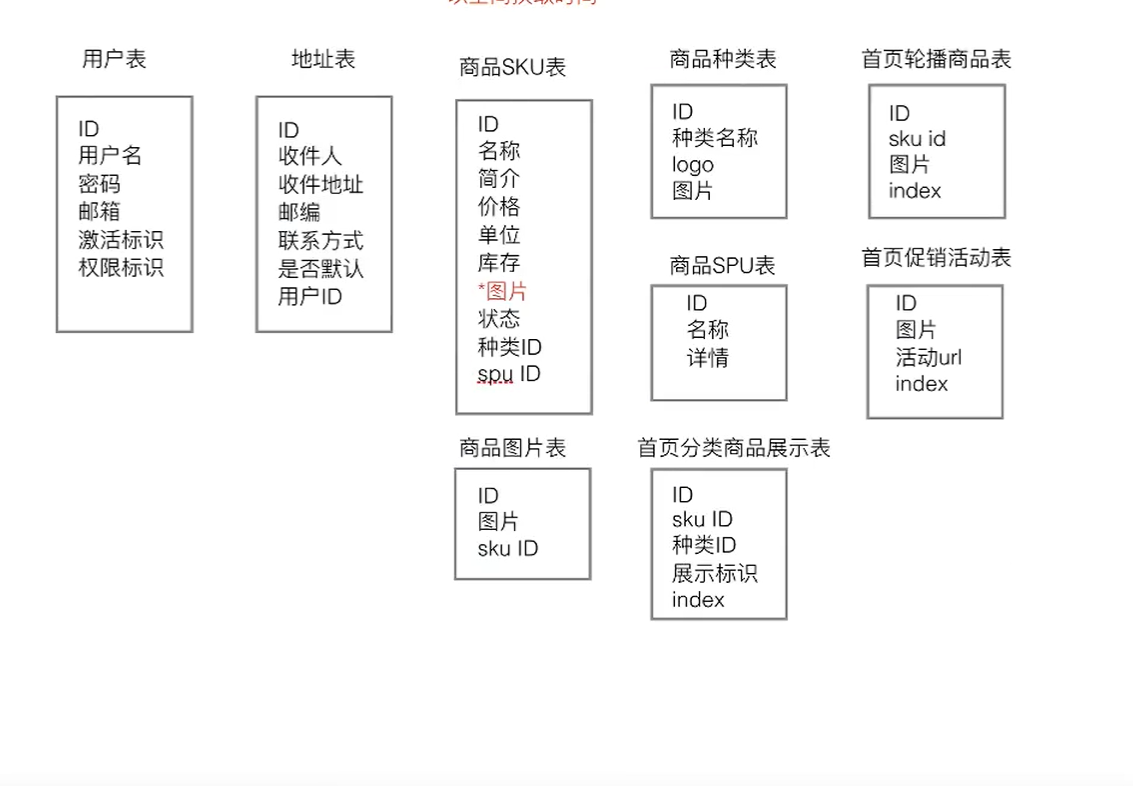 用户表
ID
用户名
密码
邮箱
激活标识
权限标识
地址表
ID
收件人
收件地址
邮编
联系方式
是否默认
用户ID
商品SKU表
ID
名称
简介
价格
单位
库存
*图片
状态
种类ID
spu ID
商品图片表
ID
图片
sku ID
商品种类表
ID
种类名称
logo
图片
商品SPU表
ID
名称
详情
首页分类商品展示表
ID
sku ID
种类ID
展示标识
index
首页轮播商品表
ID
sku id
图片
index
首页促销活动表
ID
图片
活动url
index